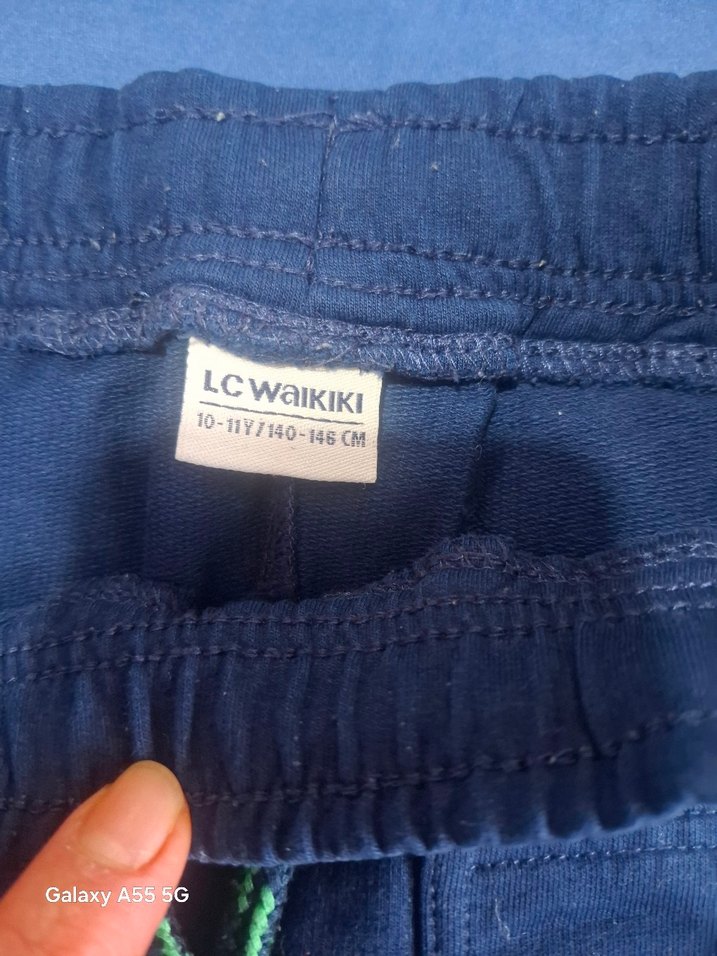 LC WaIKIKI
10-11Y/140-146 CM
Galaxy A55 5G